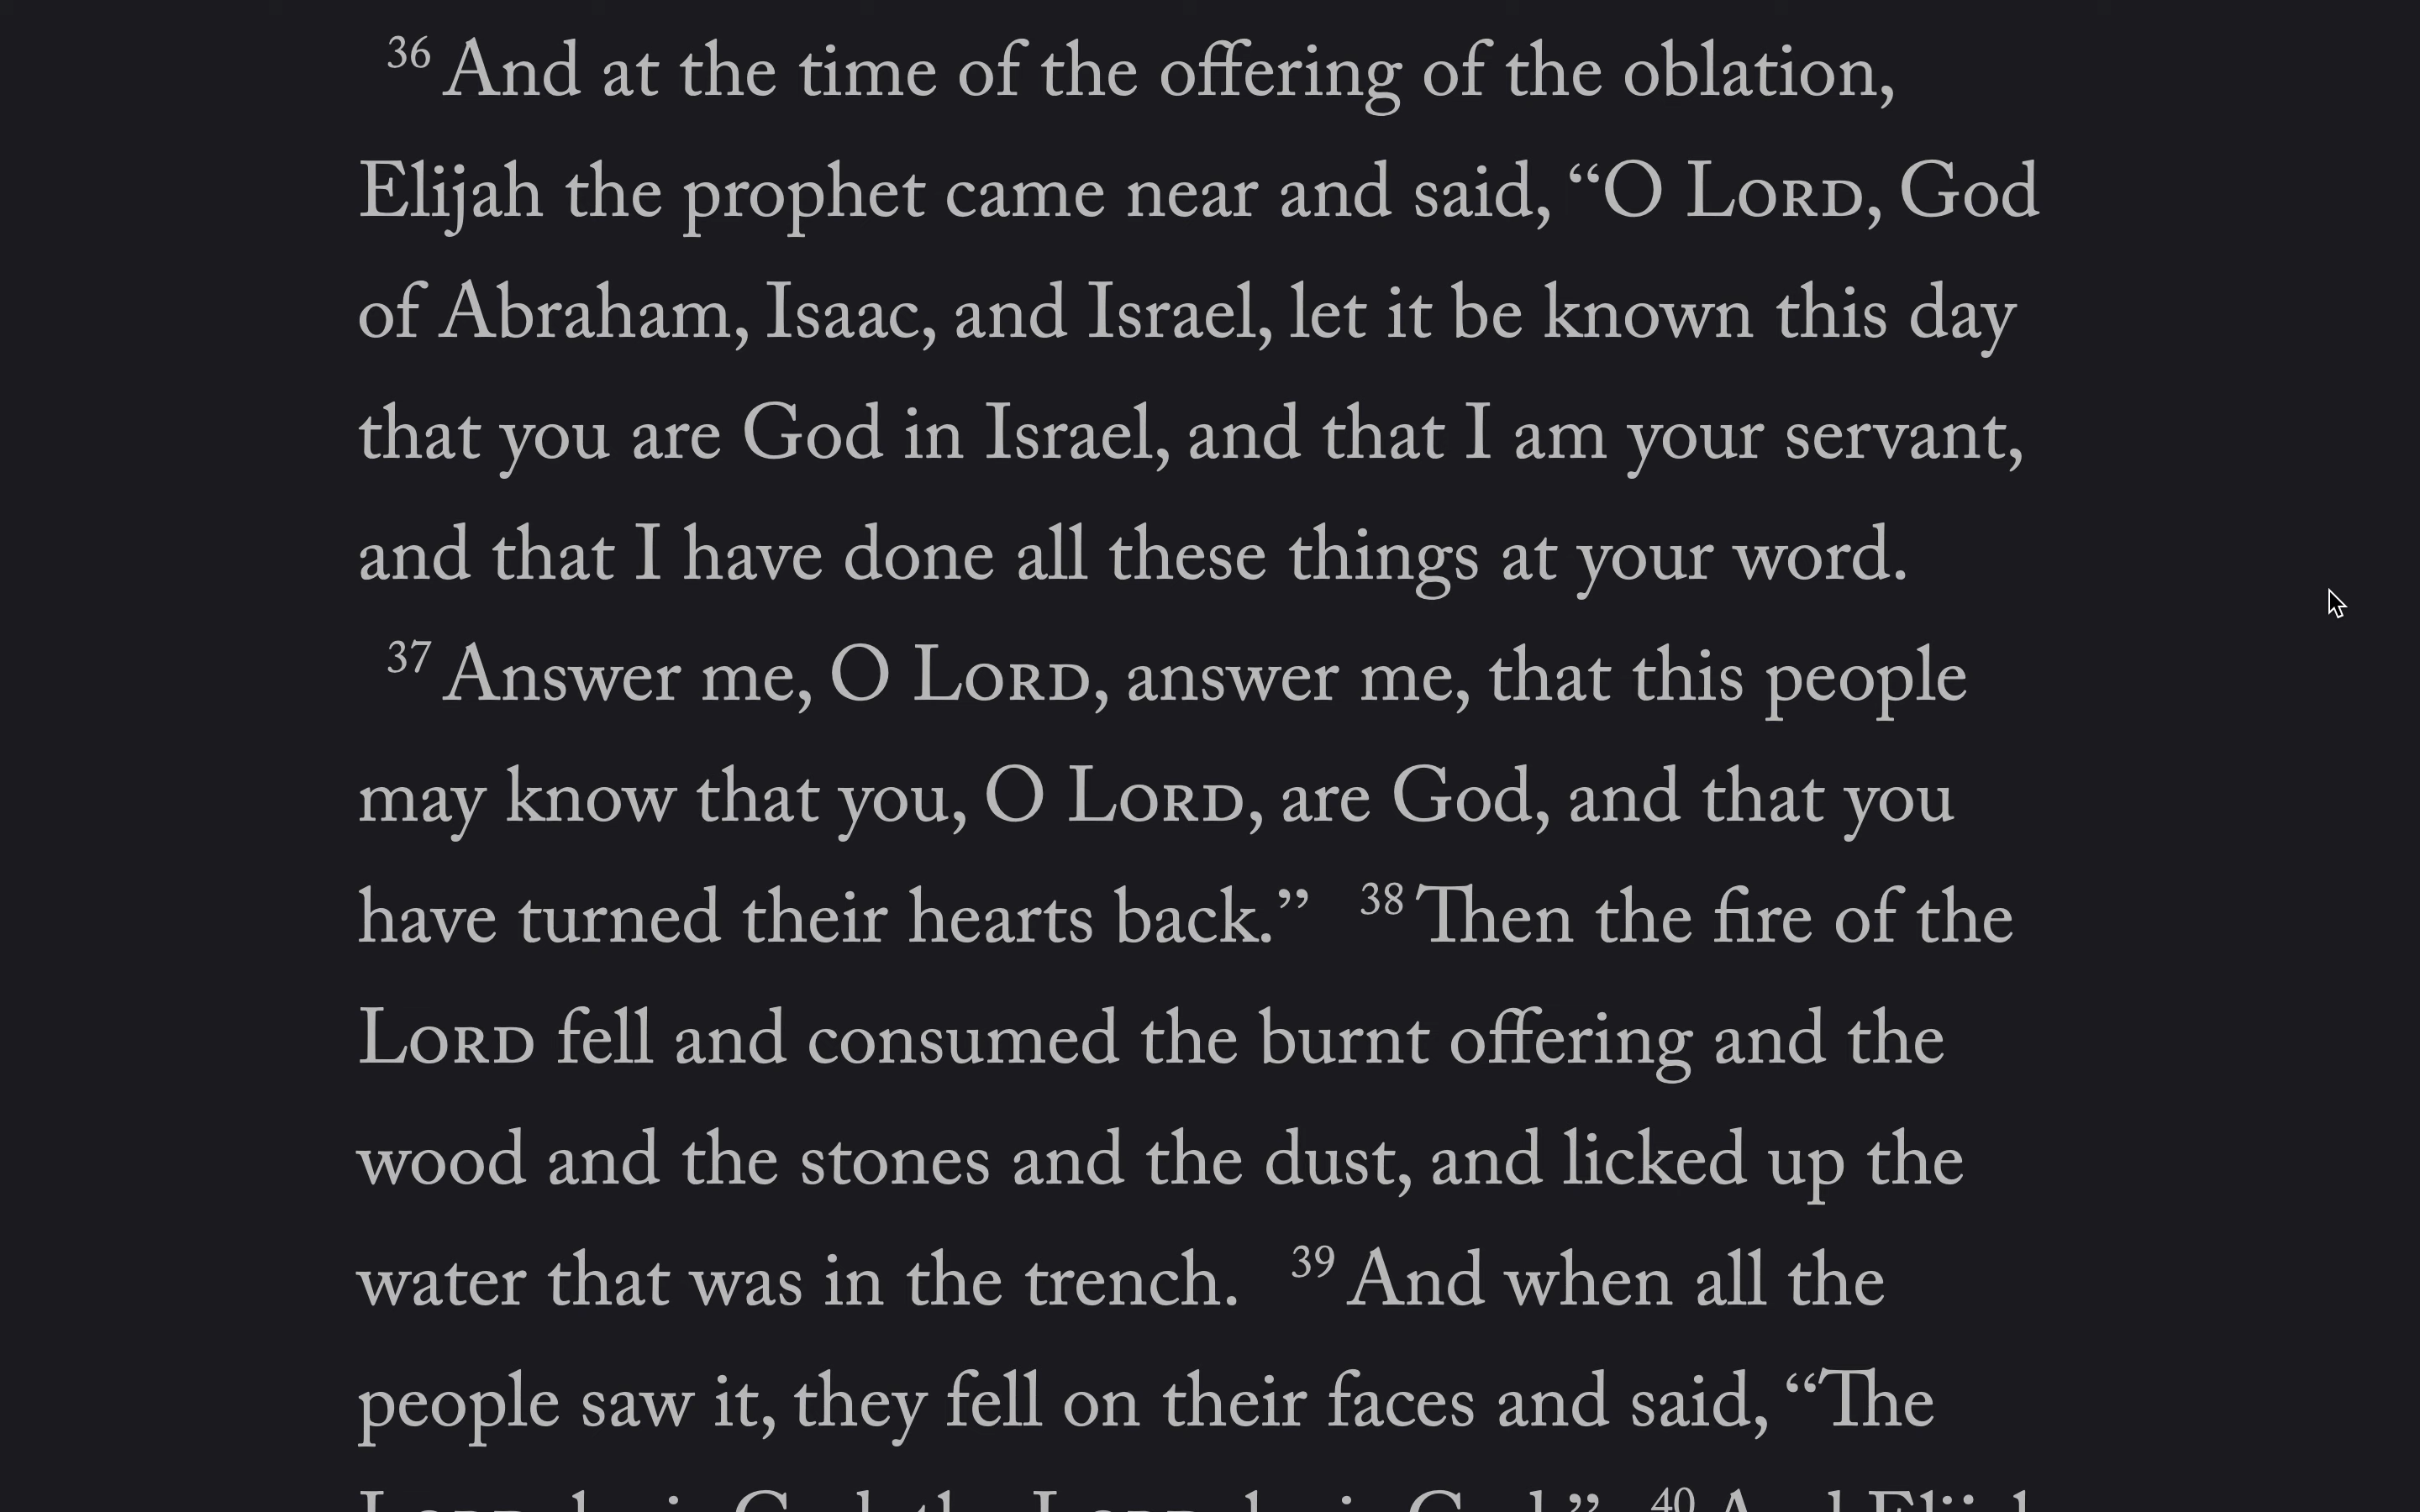 36 And at the time of the offering of the oblation,
Elijah the prophet came near and said, “O LORD, God
of Abraham, Isaac, and Israel, let it be known this day
that you are God in Israel, and that I am your servant,
and that I have done all these things at your word.
37 Answer me, O LORD, answer me, that this people
may know that you, O LORD, are God, and that you
have turned their hearts back.” 38 Then the fire of the
LORD fell and consumed the burnt offering and the
wood and the stones and the dust, and licked up the
water that was in the trench. 39 And when all the
people saw it, they fell on their faces and said, “The